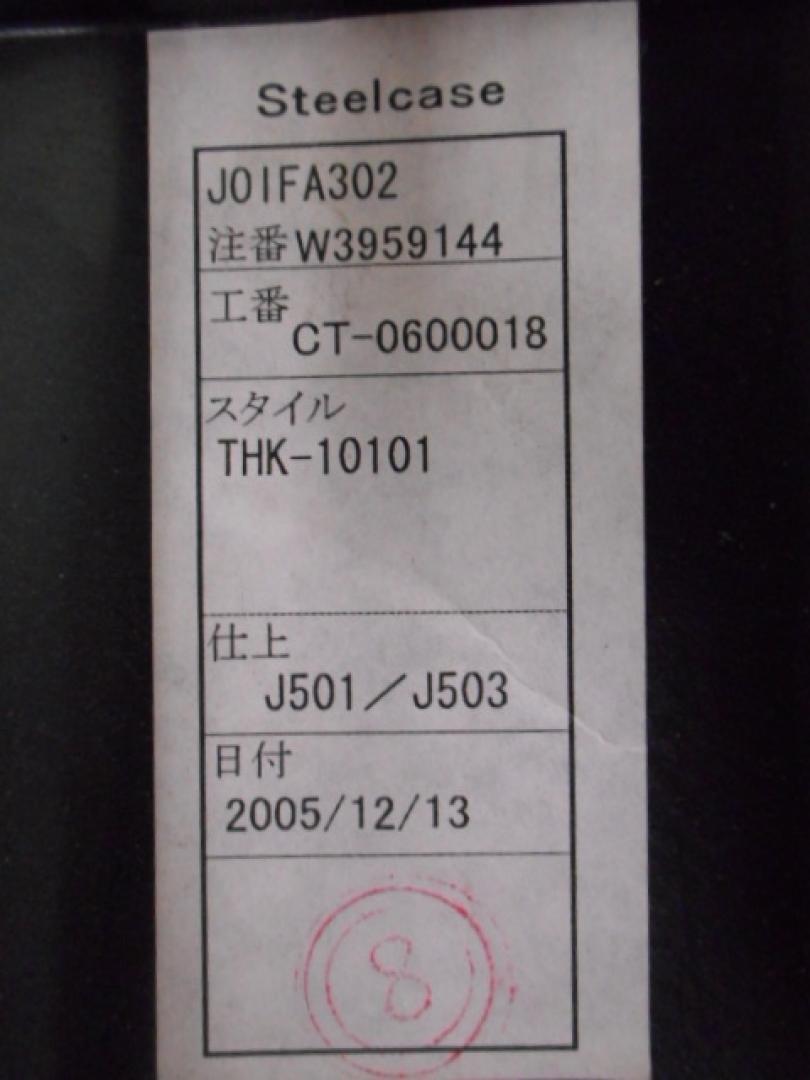 Steelcase
JOIFA302
注番W3959144
工番
CT-0600018
スタイル
THK-10101
仕上
J501／J503
日付
2005/12/13
8